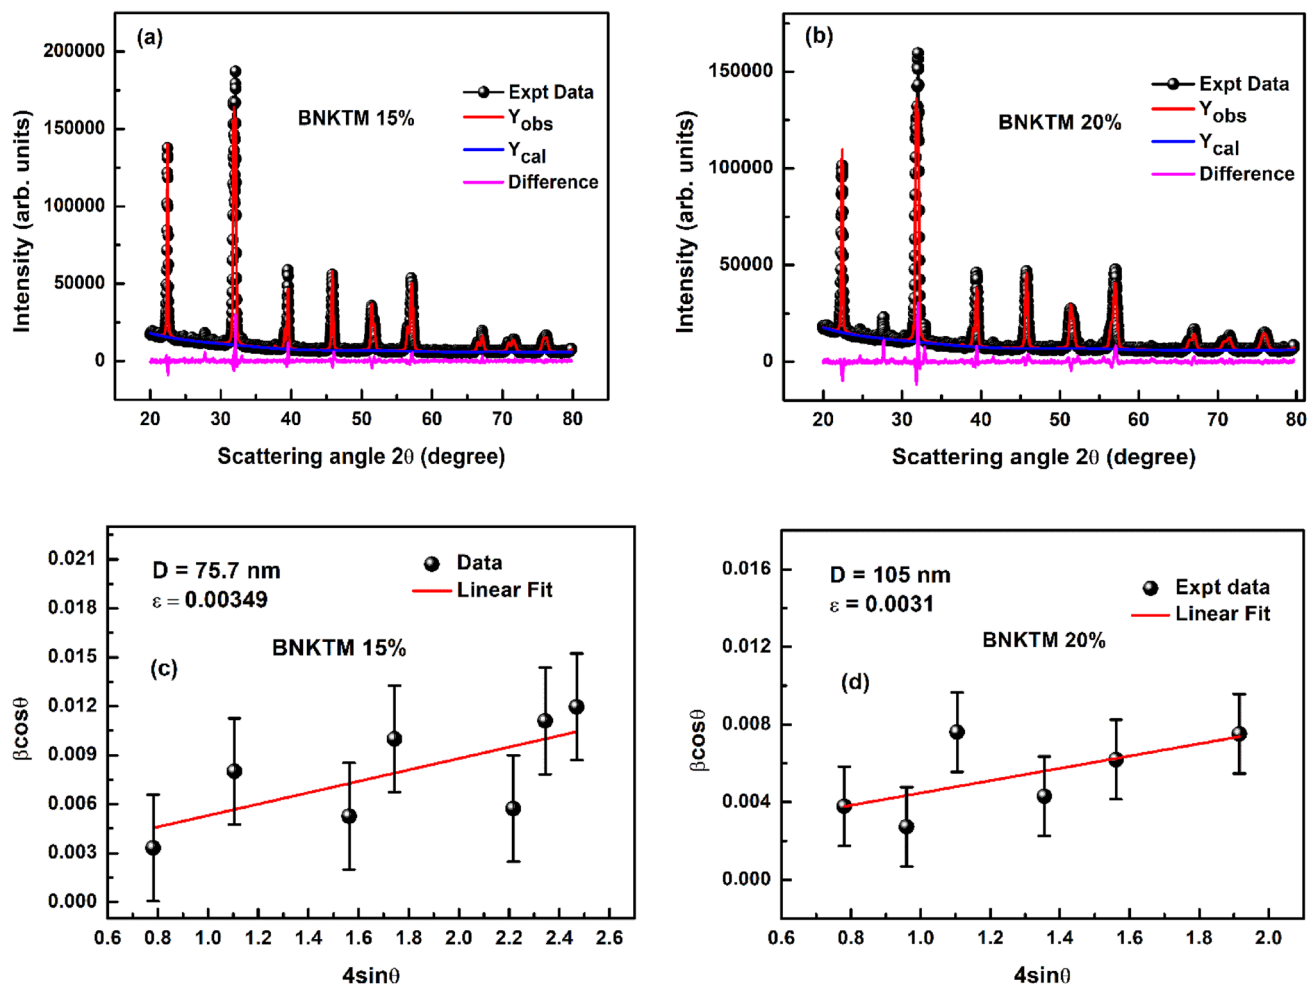 (a)
200000
150000
100000
50000
0
Intensity (arb. units)
BNKTM 15%
Expt Data
Yobs
Ycal
Difference
20 30 40 50 60 70 80
Scattering angle 2θ (degree)
(b)
150000
100000
50000
0
Intensity (arb. units)
BNKTM 20%
Expt Data
Yobs
Ycal
Difference
20 30 40 50 60 70 80
Scattering angle 2θ (degree)
0.021
0.018
0.015
0.012
0.009
0.006
0.003
0.000
βcosθ
D = 75.7 nm
ε = 0.00349
Data
Linear Fit
BNKTM 15%
(c)
0.6 0.8 1.0 1.2 1.4 1.6 1.8 2.0 2.2 2.4 2.6
4sinθ
0.016
0.012
0.008
0.004
0.000
βcosθ
D = 105 nm
ε = 0.0031
Expt data
Linear Fit
BNKTM 20%
(d)
0.6 0.8 1.0 1.2 1.4 1.6 1.8 2.0
4sinθ